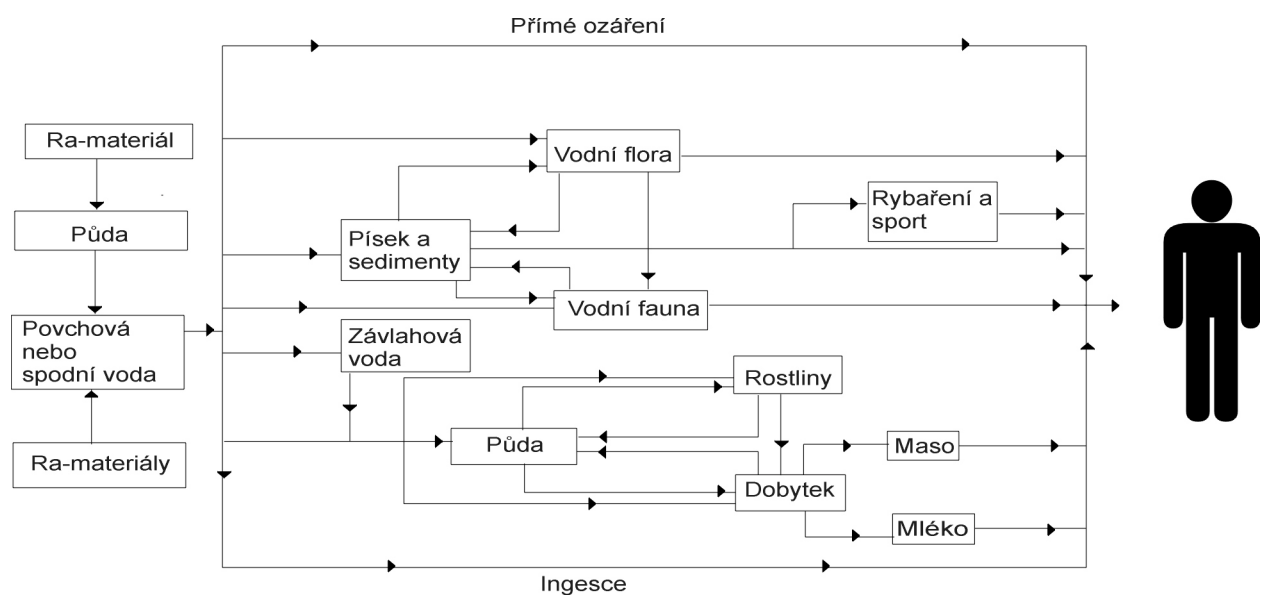 Přímé ozáření
Ra-materiál
Půda
Povchová
nebo
spodní voda
Ra-materiály
Vodní flora
Rybaření a
sport
Písek a
sedimenty
Vodní fauna
Závlahová
voda
Rostliny
Půda
Maso
Dobytek
Mléko
Ingesce